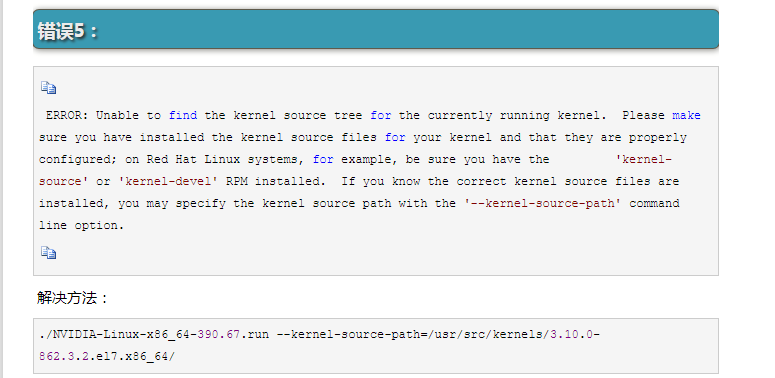 错误5：
ERROR: Unable to find the kernel source tree for the currently running kernel.  Please make
sure you have installed the kernel source files for your kernel and that they are properly
configured; on Red Hat Linux systems, for example, be sure you have the         'kernel-
source' or 'kernel-devel' RPM installed.  If you know the correct kernel source files are
installed, you may specify the kernel source path with the '--kernel-source-path' command
line option.
解决方法：
./NVIDIA-Linux-x86_64-390.67.run --kernel-source-path=/usr/src/kernels/3.10.0-
862.3.2.el7.x86_64/